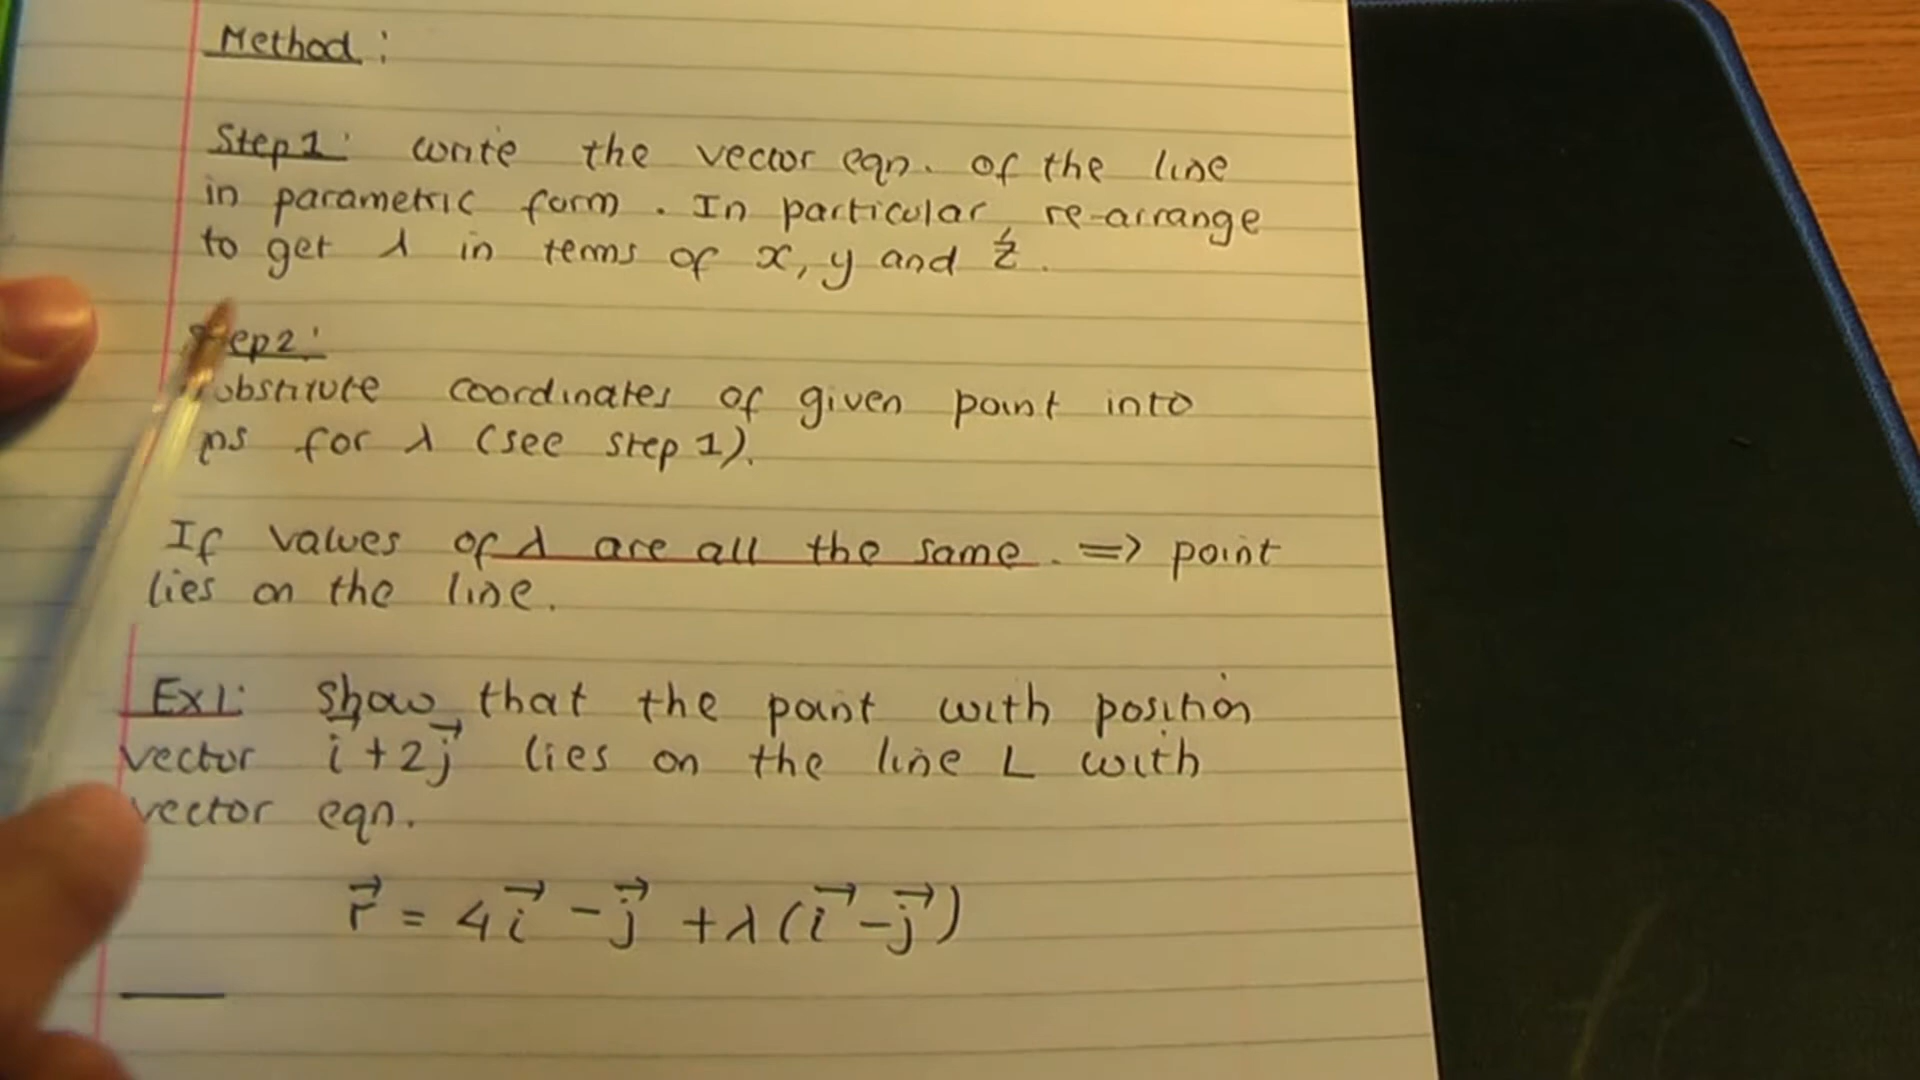 Method:
Step 1: write the vector eqn. of the line
in parametric form. In particular re-arrange
to get λ in terms of x, y and z.
Step 2:
substitute coordinates of given point into
for λ (see step 1).
If values of λ are all the same. => point
lies on the line.
Ex1: show that the point with position
vector i⃗ + 2j⃗ lies on the line L with
vector eqn.
r⃗ = 4i⃗ - j⃗ + λ(i⃗ - j⃗)